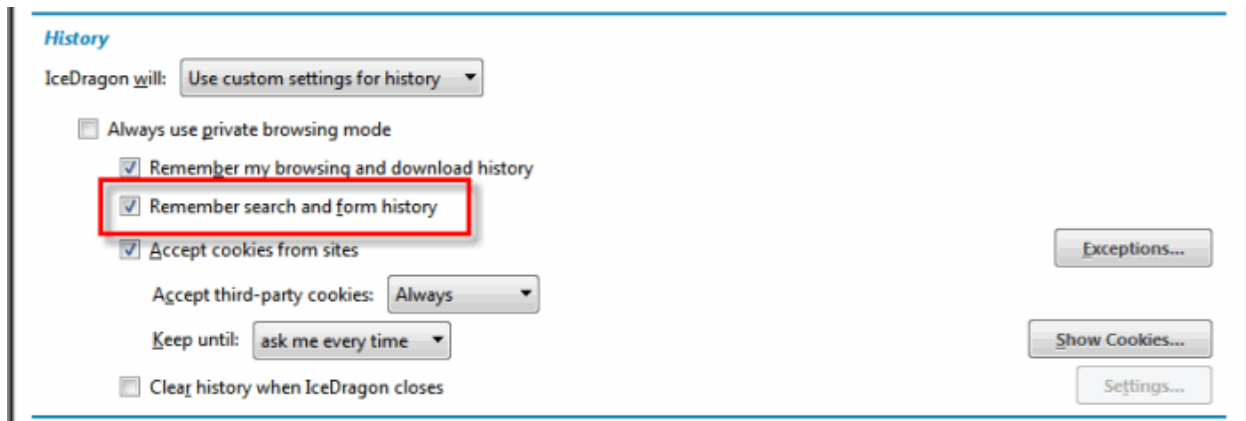 History
IceDragon will: Use custom settings for history
Always use private browsing mode
Remember my browsing and download history
Remember search and form history
Accept cookies from sites Exceptions...
Accept third-party cookies: Always
Keep until: ask me every time Show Cookies...
Clear history when IceDragon closes Settings...